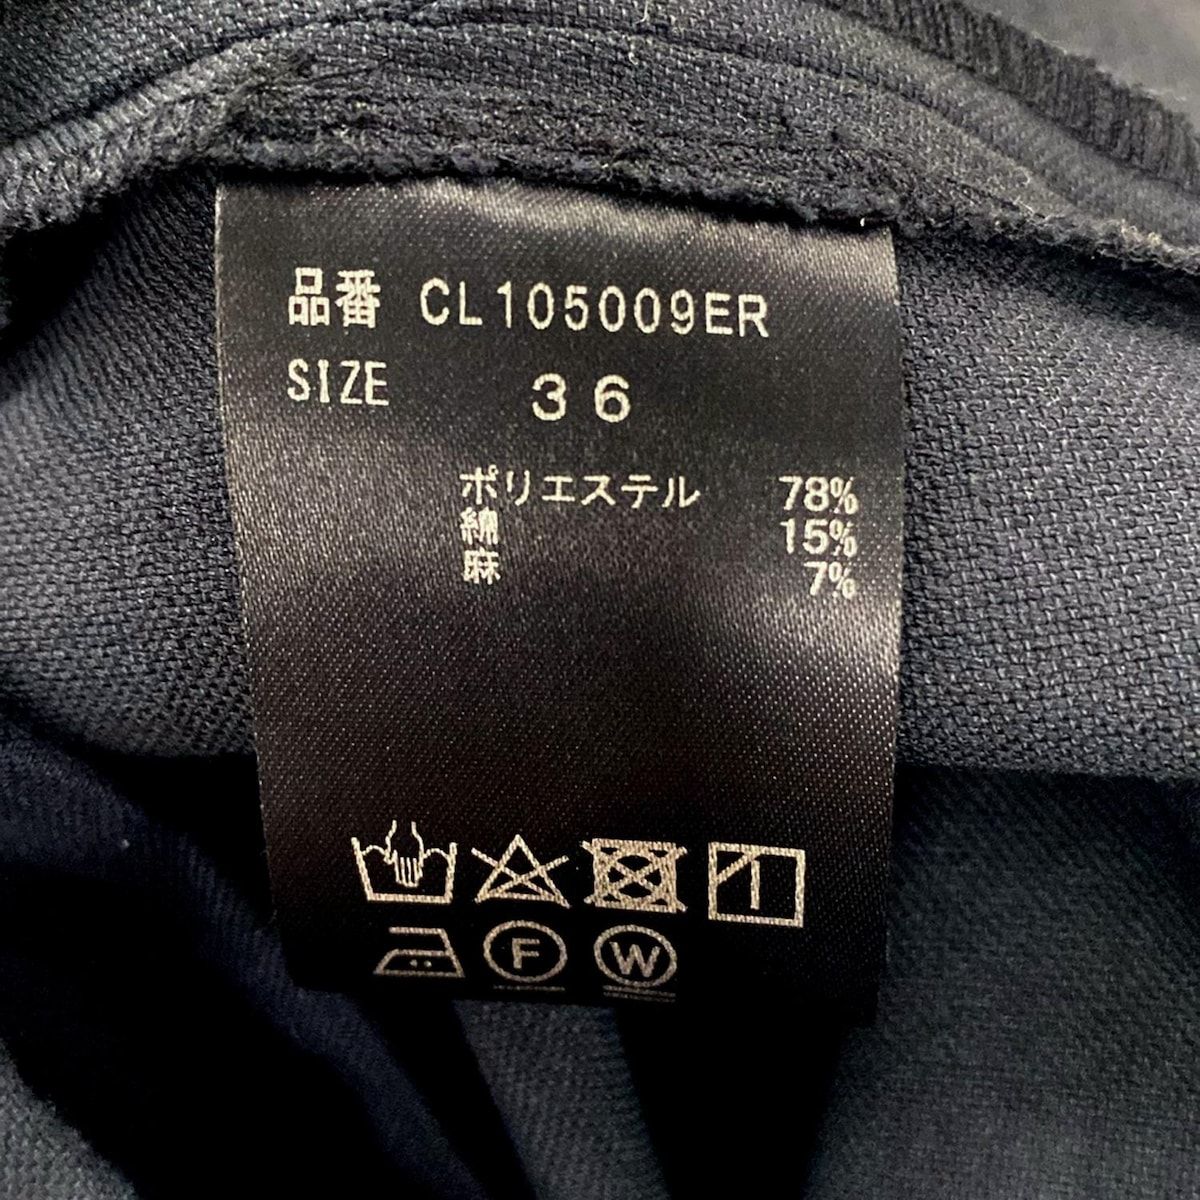 品番 CL105009ER
SIZE 36
ポリエステル 78%
綿 15%
麻 7%
F W